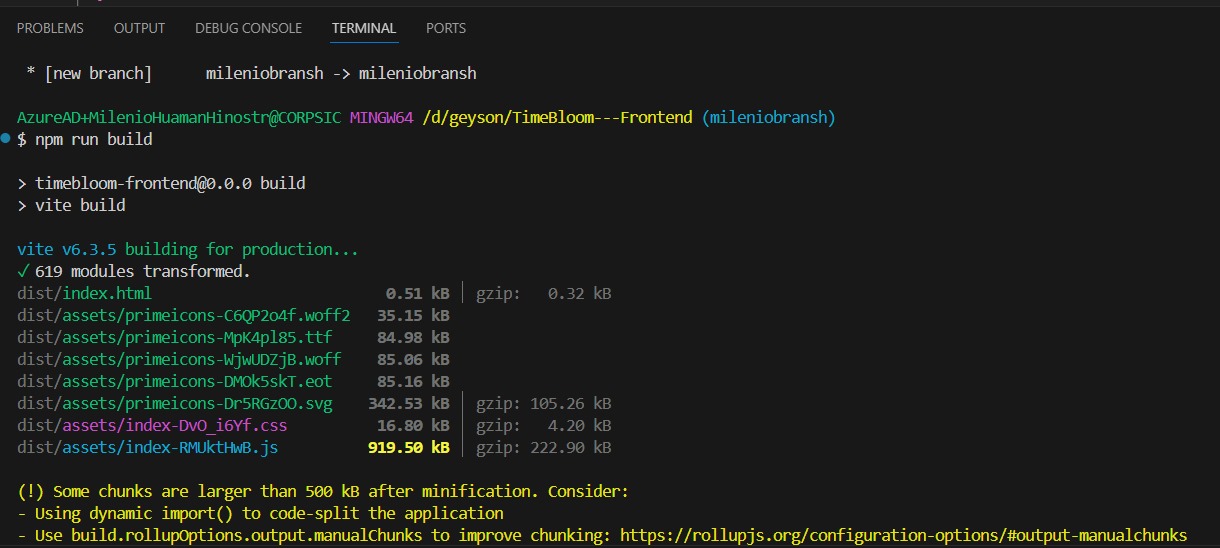 PROBLEMS OUTPUT DEBUG CONSOLE TERMINAL PORTS
* [new branch]      mileniobransh -> mileniobransh
AzureAD+MilenioHuamanHinostr@CORPSIC MINGW64 /d/geyson/TimeBloom---Frontend (mileniobransh)
$ npm run build
> timebloom-frontend@0.0.0 build
> vite build
vite v6.3.5 building for production...
✓ 619 modules transformed.
dist/index.html                         0.51 kB │ gzip:   0.32 kB
dist/assets/primeicons-C6QP2o4f.woff2   35.15 kB
dist/assets/primeicons-MpK4pl85.ttf     84.98 kB
dist/assets/primeicons-WjwUDZjB.woff    85.06 kB
dist/assets/primeicons-DMOk5skT.eot     85.16 kB
dist/assets/primeicons-Dr5RGzOO.svg    342.53 kB │ gzip: 105.26 kB
dist/assets/index-DvO_i6Yf.css          16.80 kB │ gzip:   4.20 kB
dist/assets/index-RMUktHwB.js          919.50 kB │ gzip: 222.90 kB
(!) Some chunks are larger than 500 kB after minification. Consider:
- Using dynamic import() to code-split the application
- Use build.rollupOptions.output.manualChunks to improve chunking: https://rollupjs.org/configuration-options/#output-manualchunks